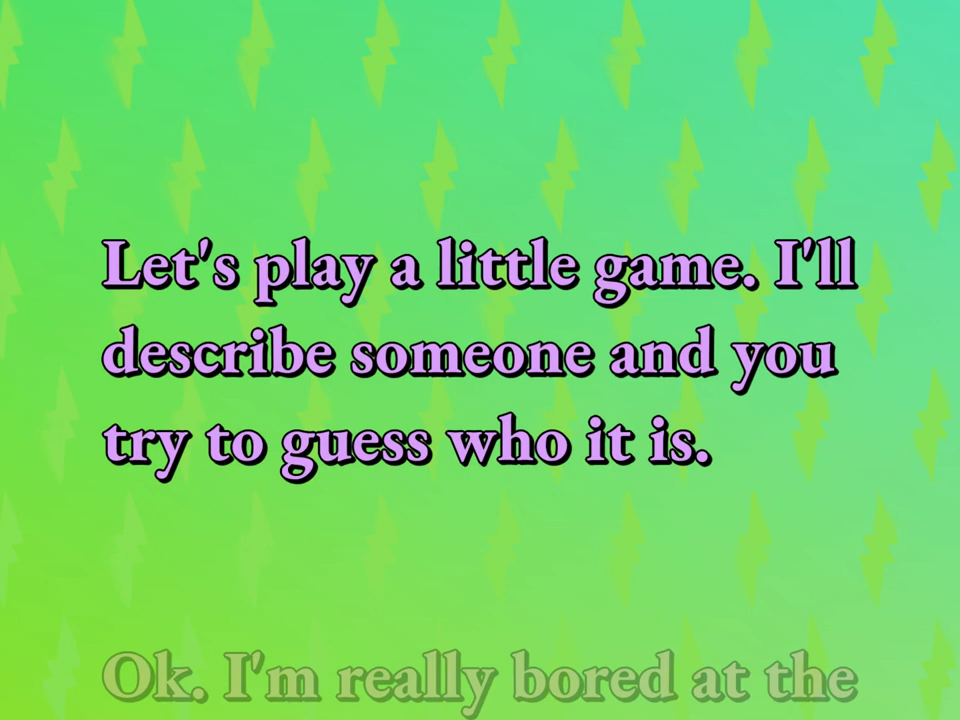 Let's play a little game. I'll
describe someone and you
try to guess who it is.
Ok. I'm really bored at the